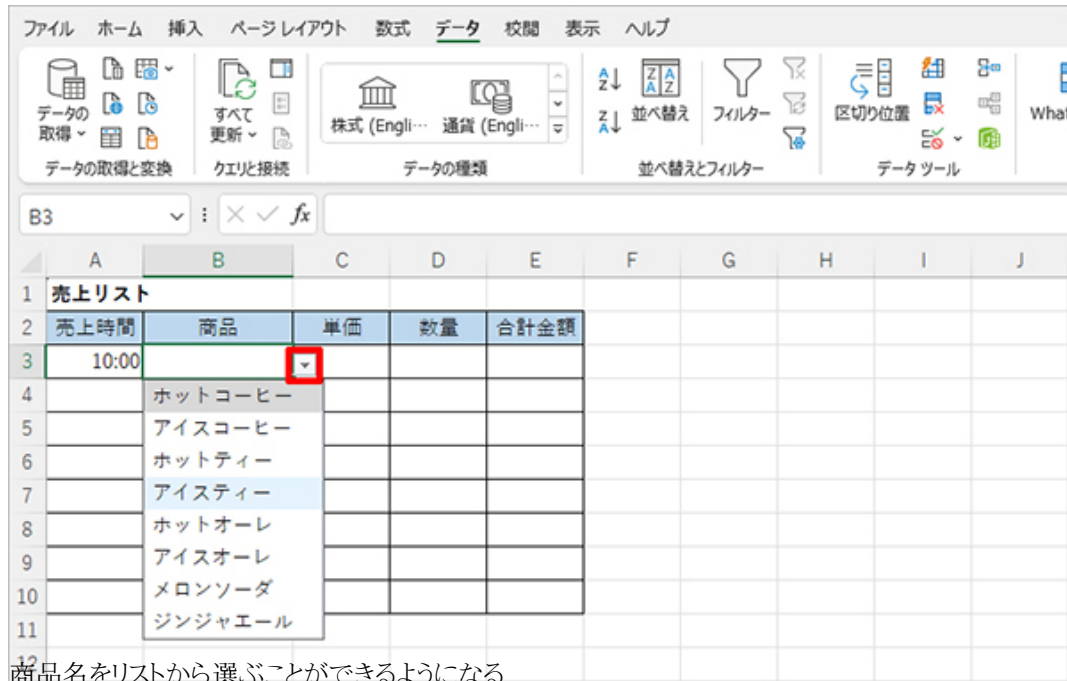 ファイル ホーム 挿入 ページ レイアウト 数式 データ 校閲 表示 ヘルプ
データの取得 すべて更新 株式 (Engli… 通貨 (Engli… 並べ替え フィルター 区切り位置 What
データの取得と変換 クエリと接続 データの種類 並べ替えとフィルター データ ツール
B3 fx
A B C D E F G H I J
1 売上リスト
2 売上時間 商品 単価 数量 合計金額
3 10:00
4 ホットコーヒー
5 アイスコーヒー
6 ホットティー
7 アイスティー
8 ホットオーレ
9 アイスオーレ
10 メロンソーダ
11 ジンジャエール
12
商品名をリストから選ぶことができるようになる